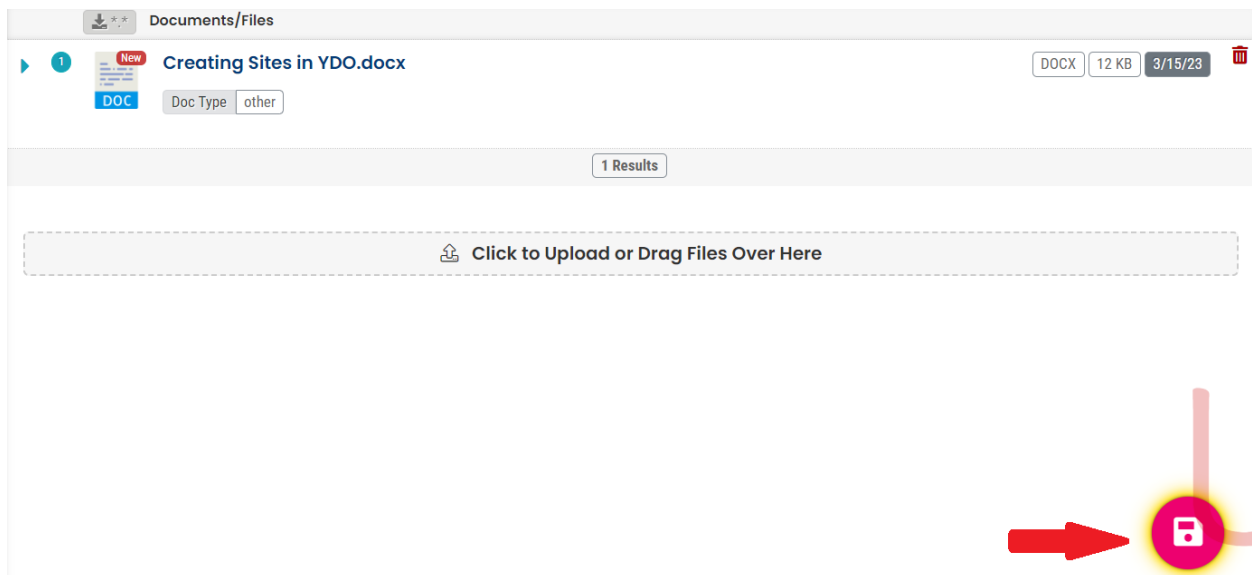 *.* Documents/Files
1 New Creating Sites in YDO.docx DOCX 12 KB 3/15/23
DOC Doc Type other
1 Results
Click to Upload or Drag Files Over Here